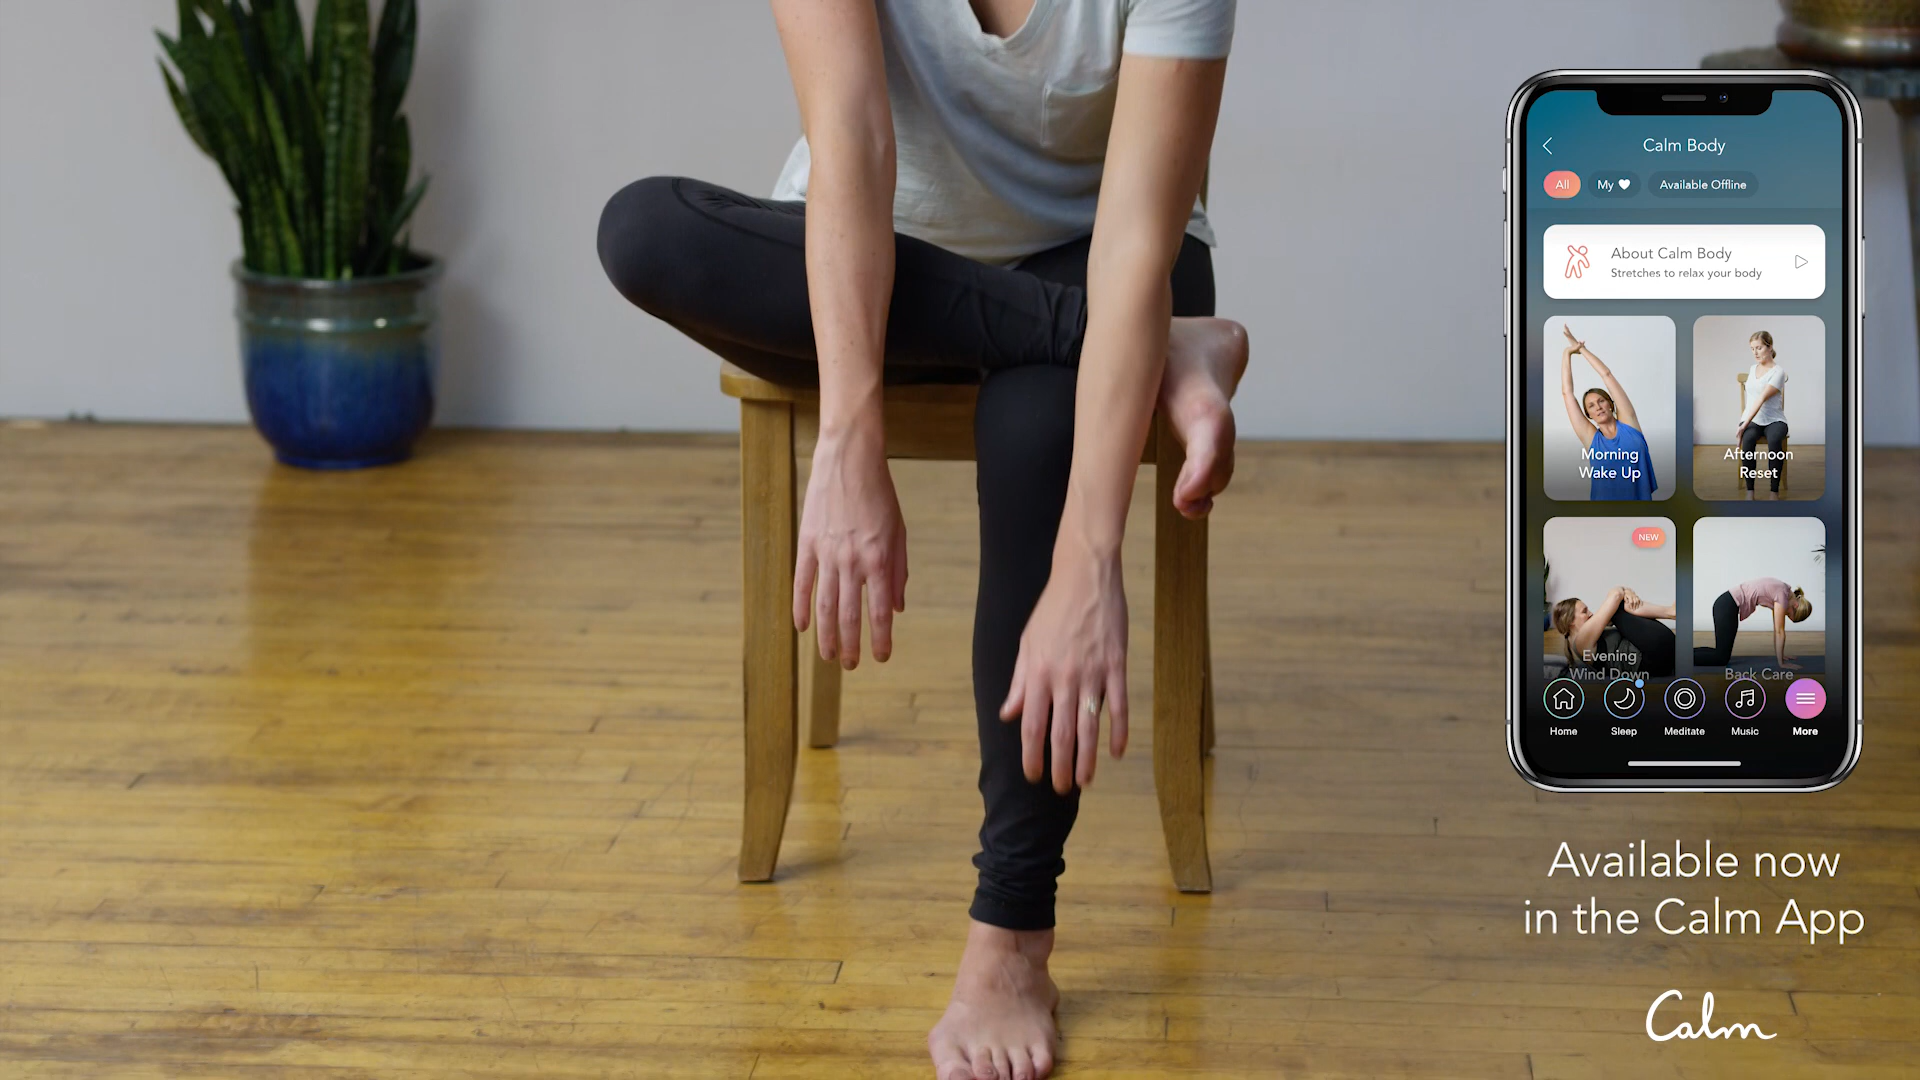 Calm Body
All
My
Available Offline
About Calm Body
Stretches to relax your body
Morning
Wake Up
Afternoon
Reset
NEW
Evening
Wind Down
Back Care
Home
Sleep
Meditate
Music
More
Available now
in the Calm App
Calm